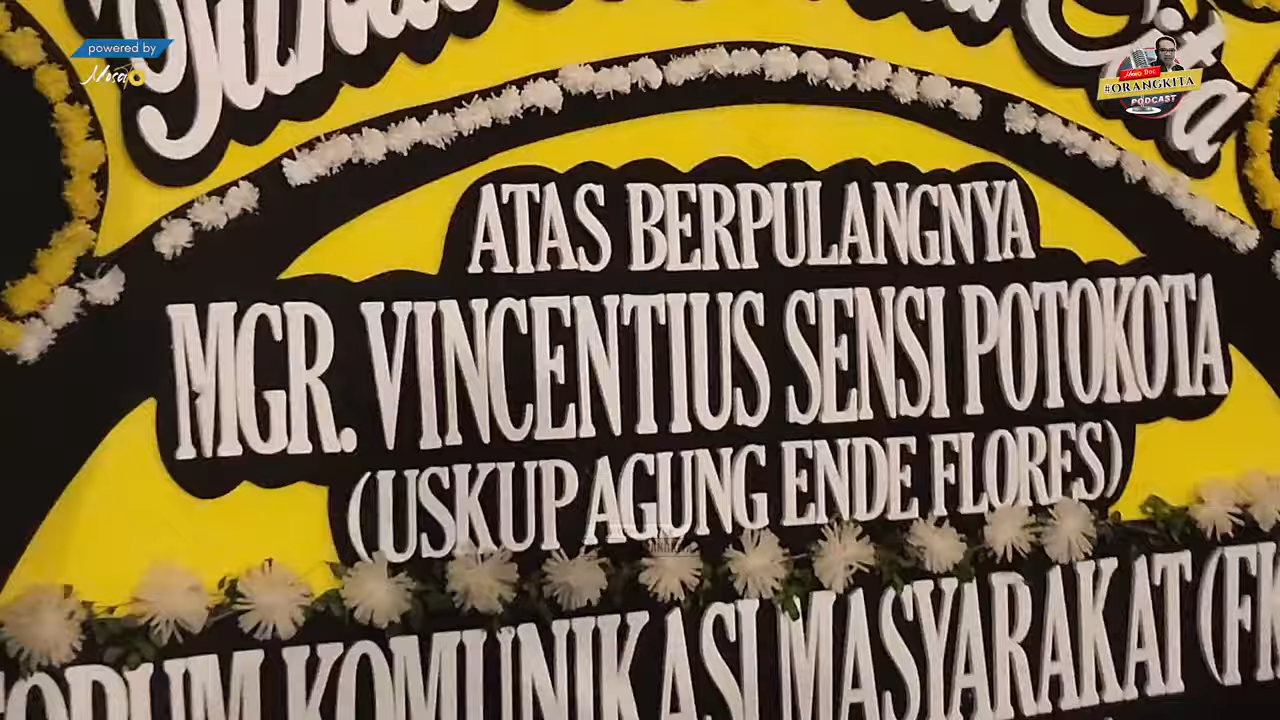 powered by
#ORANGKITA
PODCAST
ATAS BERPULANGNYA
MGR. VINCENTIUS SENSI POTOKOTA
(USKUP AGUNG ENDE FLORES)
KOMUNIKASI MASYARAKAT